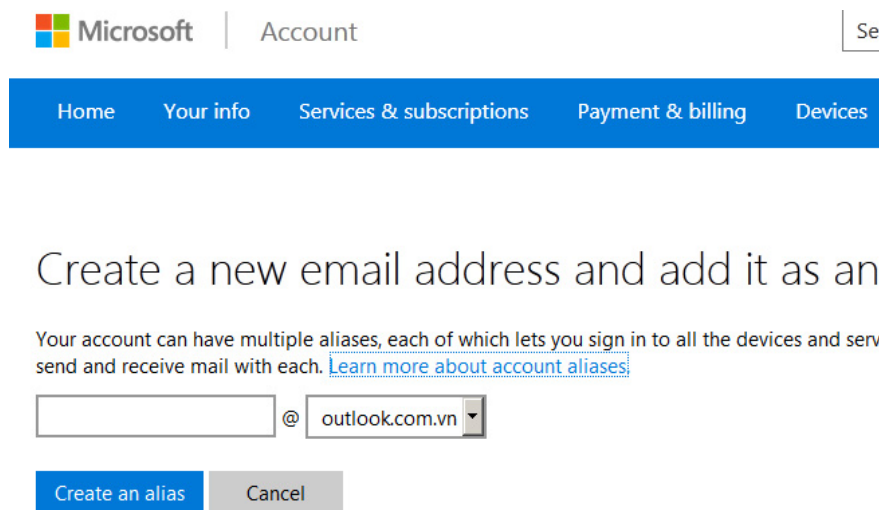 Microsoft Account Se
Home Your info Services & subscriptions Payment & billing Devices
Create a new email address and add it as an
Your account can have multiple aliases, each of which lets you sign in to all the devices and serv
send and receive mail with each. Learn more about account aliases.
@ outlook.com.vn
Create an alias Cancel